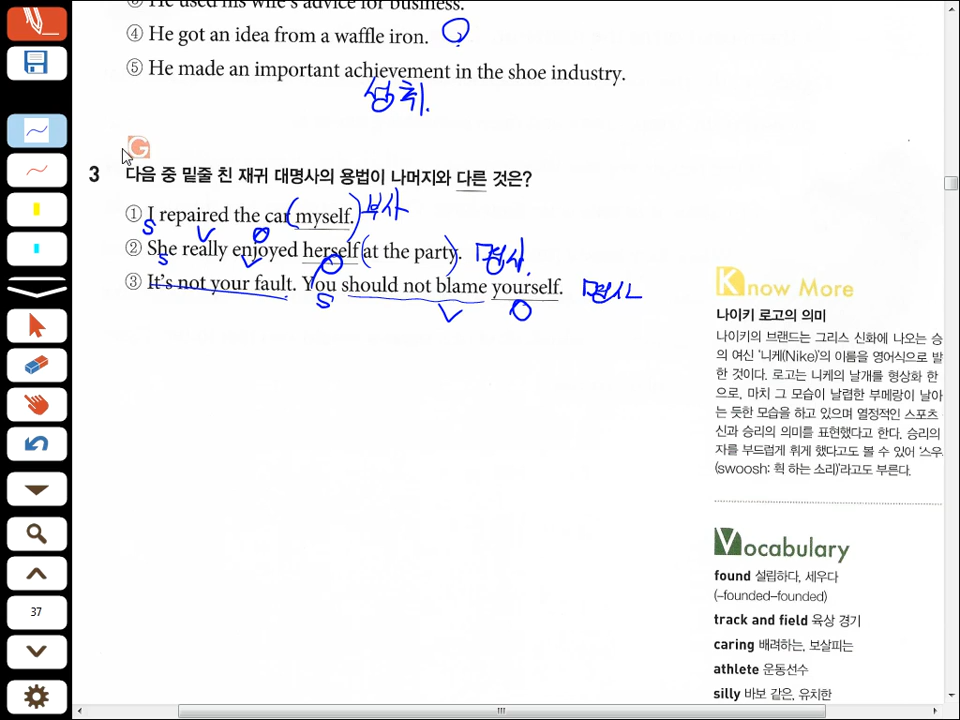 ⑤ He used his wife's advice for business.
④ He got an idea from a waffle iron.
⑤ He made an important achievement in the shoe industry.
성취.
G
3 다음 중 밑줄 친 재귀 대명사의 용법이 나머지와 다른 것은?
① I repaired the car (myself.) 부사
S V O
② She really enjoyed herself (at the party). 명사.
S V O
③ It's not your fault. You should not blame yourself. 명사
S V O
Know More
나이키 로고의 의미
나이키의 브랜드는 그리스 신화에 나오는 승
의 여신 '니케(Nike)'의 이름을 영어식으로 발
한 것이다. 로고는 니케의 날개를 형상화 한
으로, 마치 그 모습이 날렵한 부메랑이 날아
는 듯한 모습을 하고 있으며 열정적인 스포츠
신과 승리의 의미를 표현했다고 한다. 승리의
자를 부드럽게 휘게 했다고도 볼 수 있어 '스우
(swoosh: 휙 하는 소리)'라고도 부른다.
Vocabulary
found 설립하다, 세우다
(–founded–founded)
track and field 육상 경기
caring 배려하는, 보살피는
athlete 운동선수
silly 바보 같은, 유치한
37